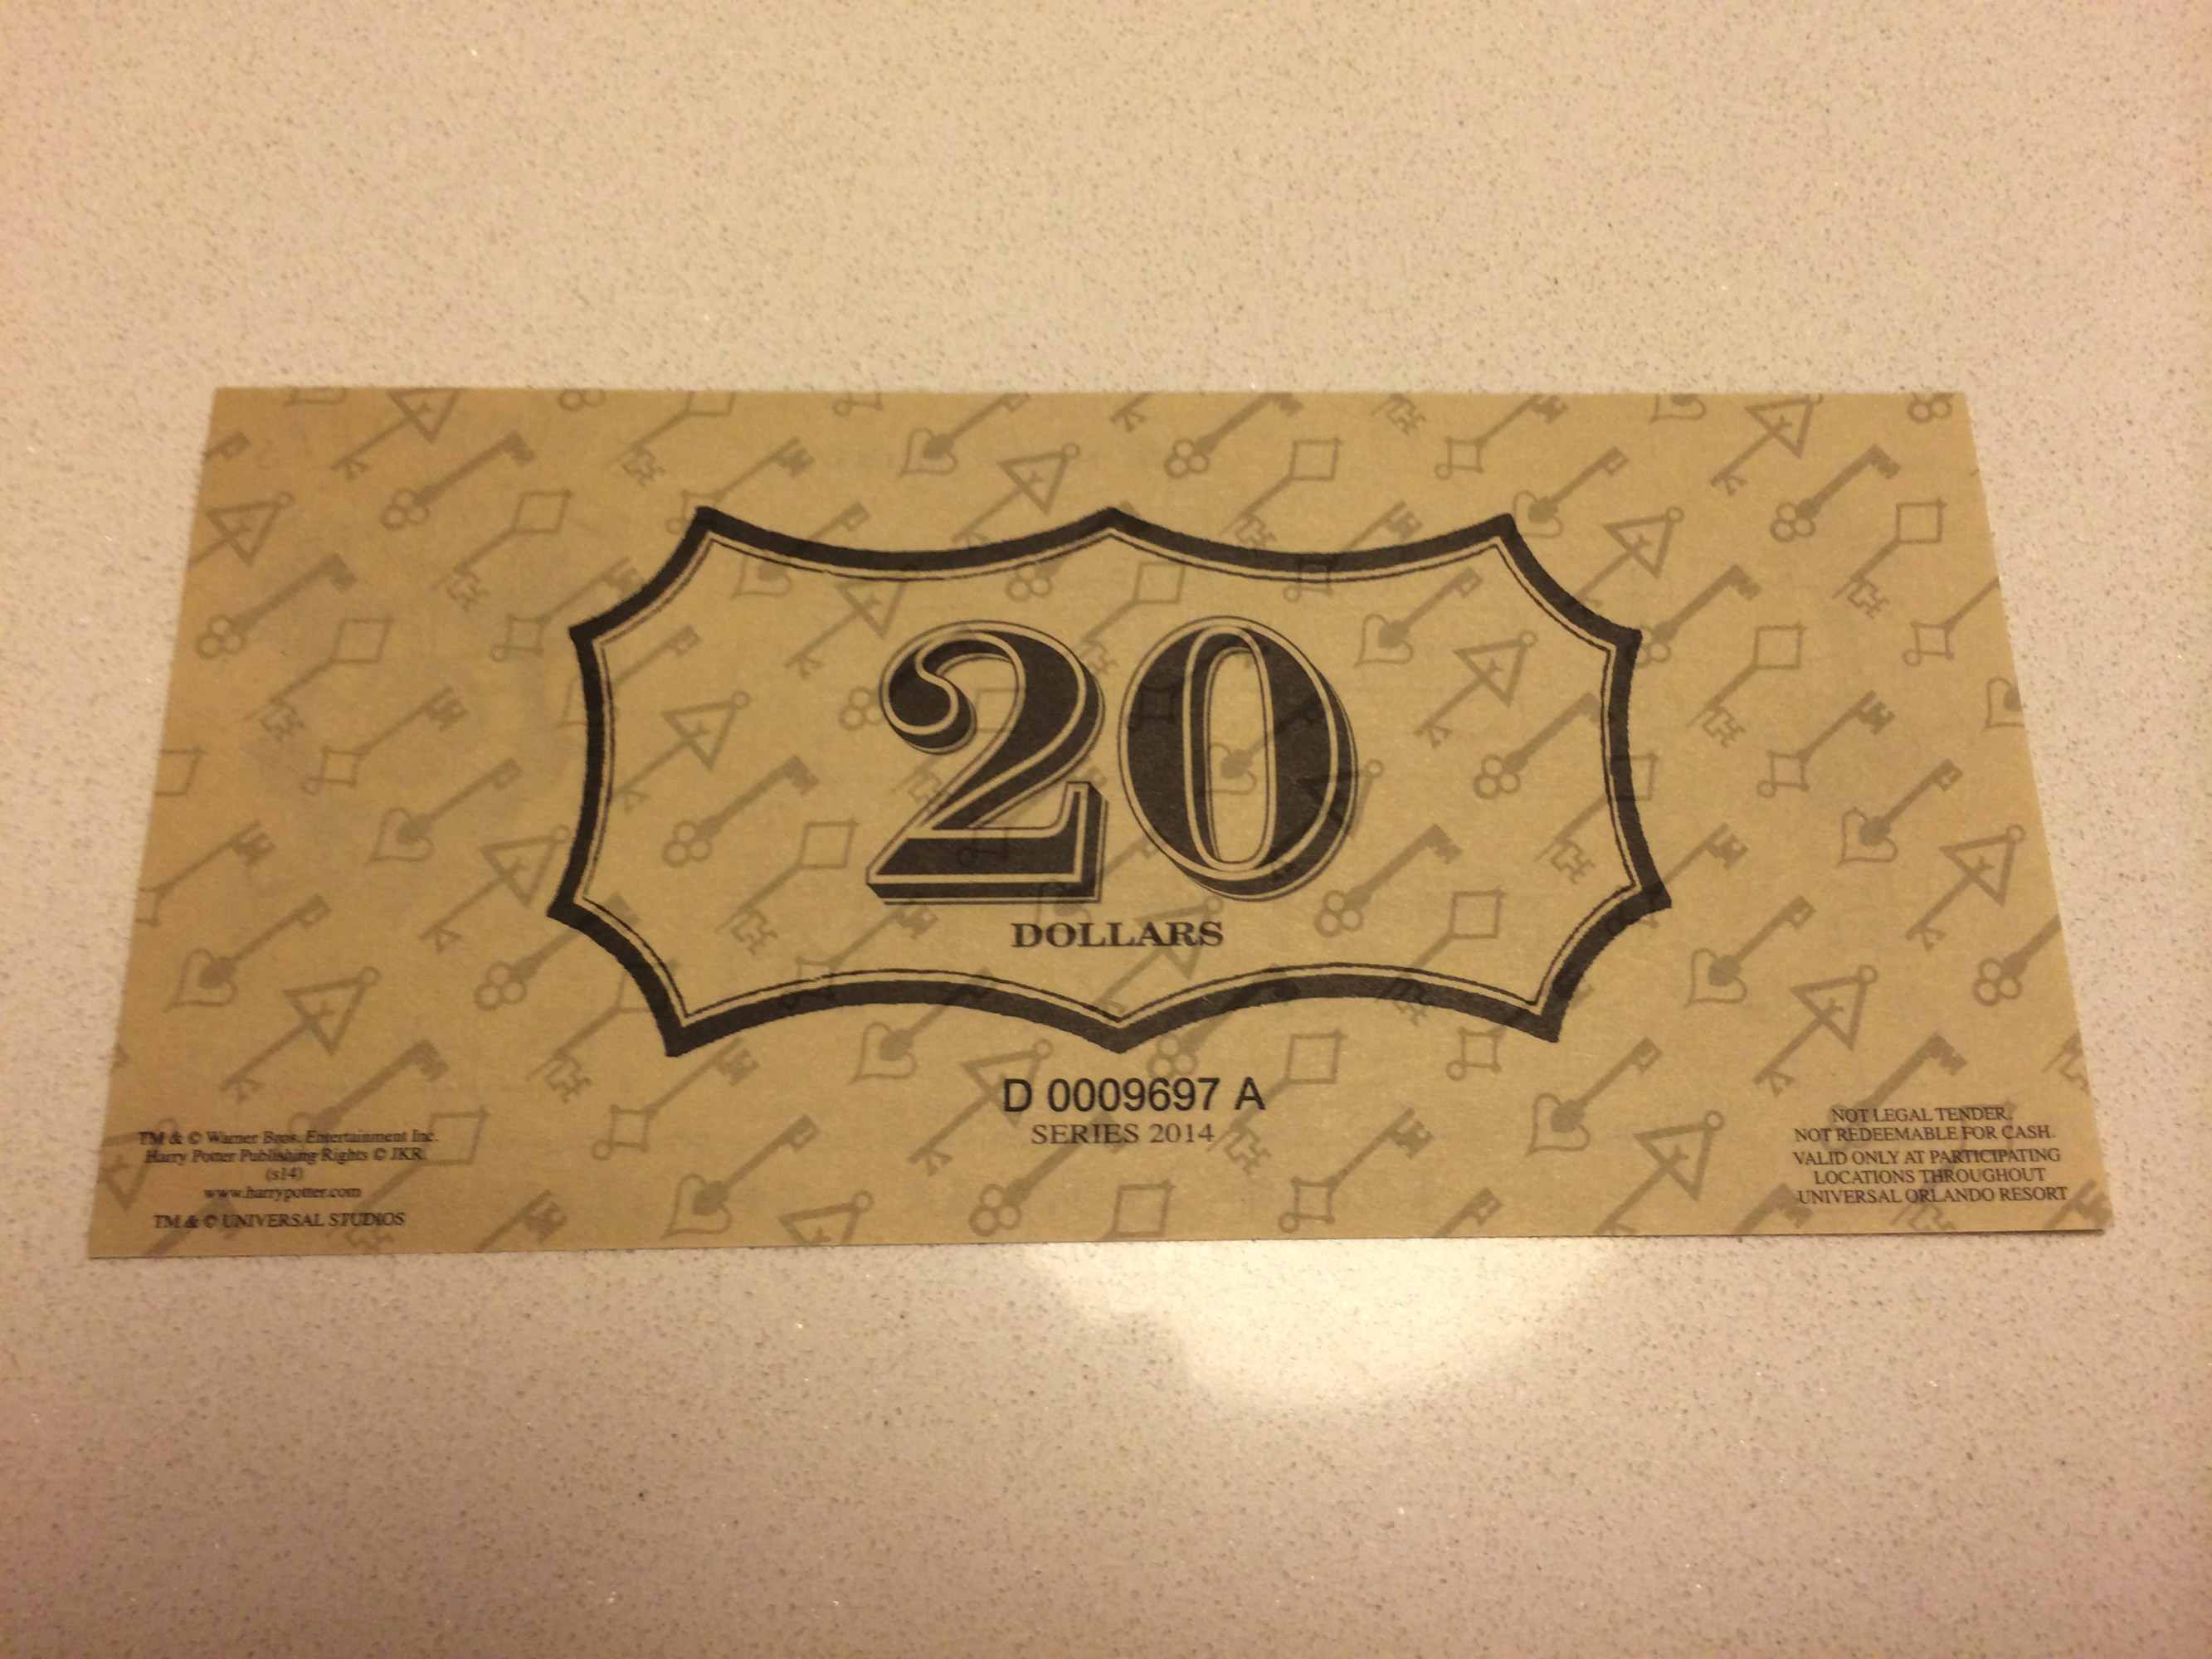 20
DOLLARS
D 0009697 A
SERIES 2014
TM & © Warner Bros. Entertainment Inc.
Harry Potter Publishing Rights © JKR.
(s14)
www.harrypotter.com
TM & © UNIVERSAL STUDIOS
NOT LEGAL TENDER.
NOT REDEEMABLE FOR CASH.
VALID ONLY AT PARTICIPATING
LOCATIONS THROUGHOUT
UNIVERSAL ORLANDO RESORT